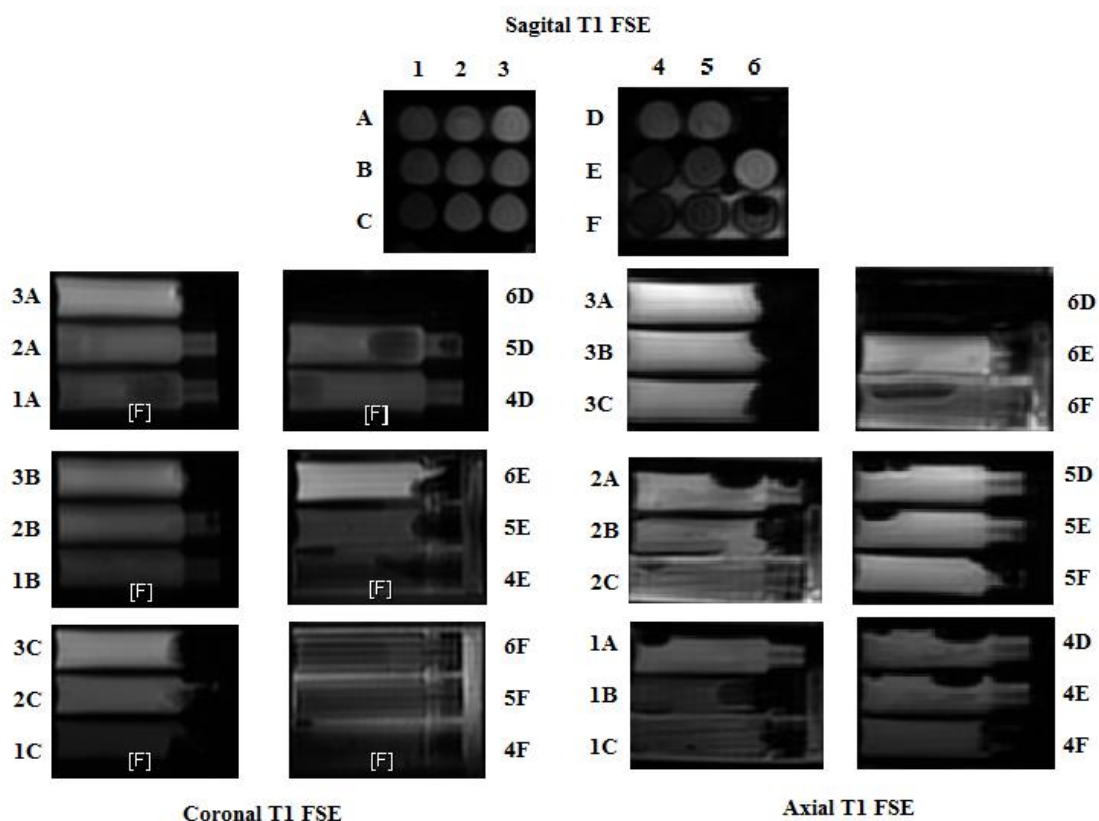 Sagital T1 FSE
1 2 3
4 5 6
A
B
C
D
E
F
3A
2A
1A
[F]
6D
5D
4D
[F]
3A
3B
3C
6D
6E
6F
3B
2B
1B
[F]
6E
5E
4E
[F]
2A
2B
2C
5D
5E
5F
3C
2C
1C
[F]
6F
5F
4F
[F]
1A
1B
1C
4D
4E
4F
Coronal T1 FSE
Axial T1 FSE